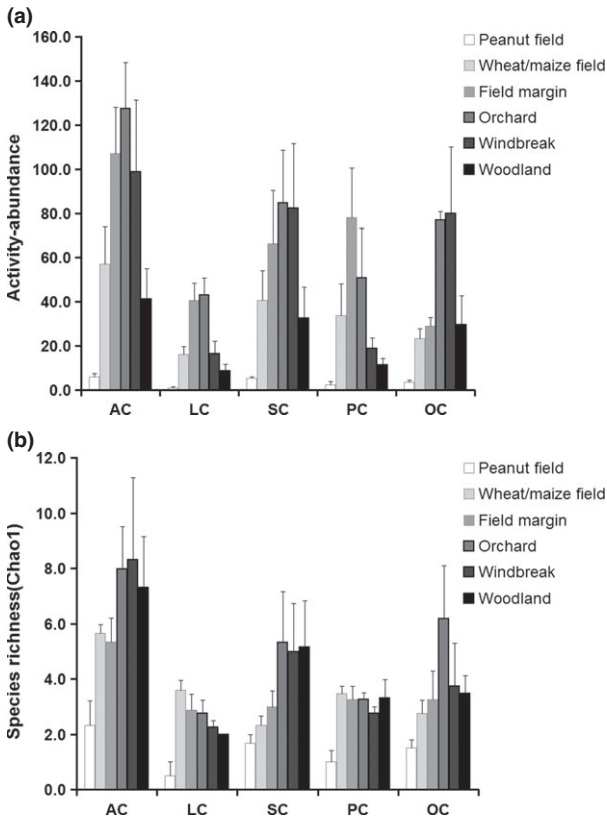 (a)
160.0
140.0
120.0
100.0
80.0
60.0
40.0
20.0
0.0
Activity-abundance
AC LC SC PC OC
Peanut field
Wheat/maize field
Field margin
Orchard
Windbreak
Woodland
(b)
12.0
10.0
8.0
6.0
4.0
2.0
0.0
Species richness(Chao1)
AC LC SC PC OC
Peanut field
Wheat/maize field
Field margin
Orchard
Windbreak
Woodland